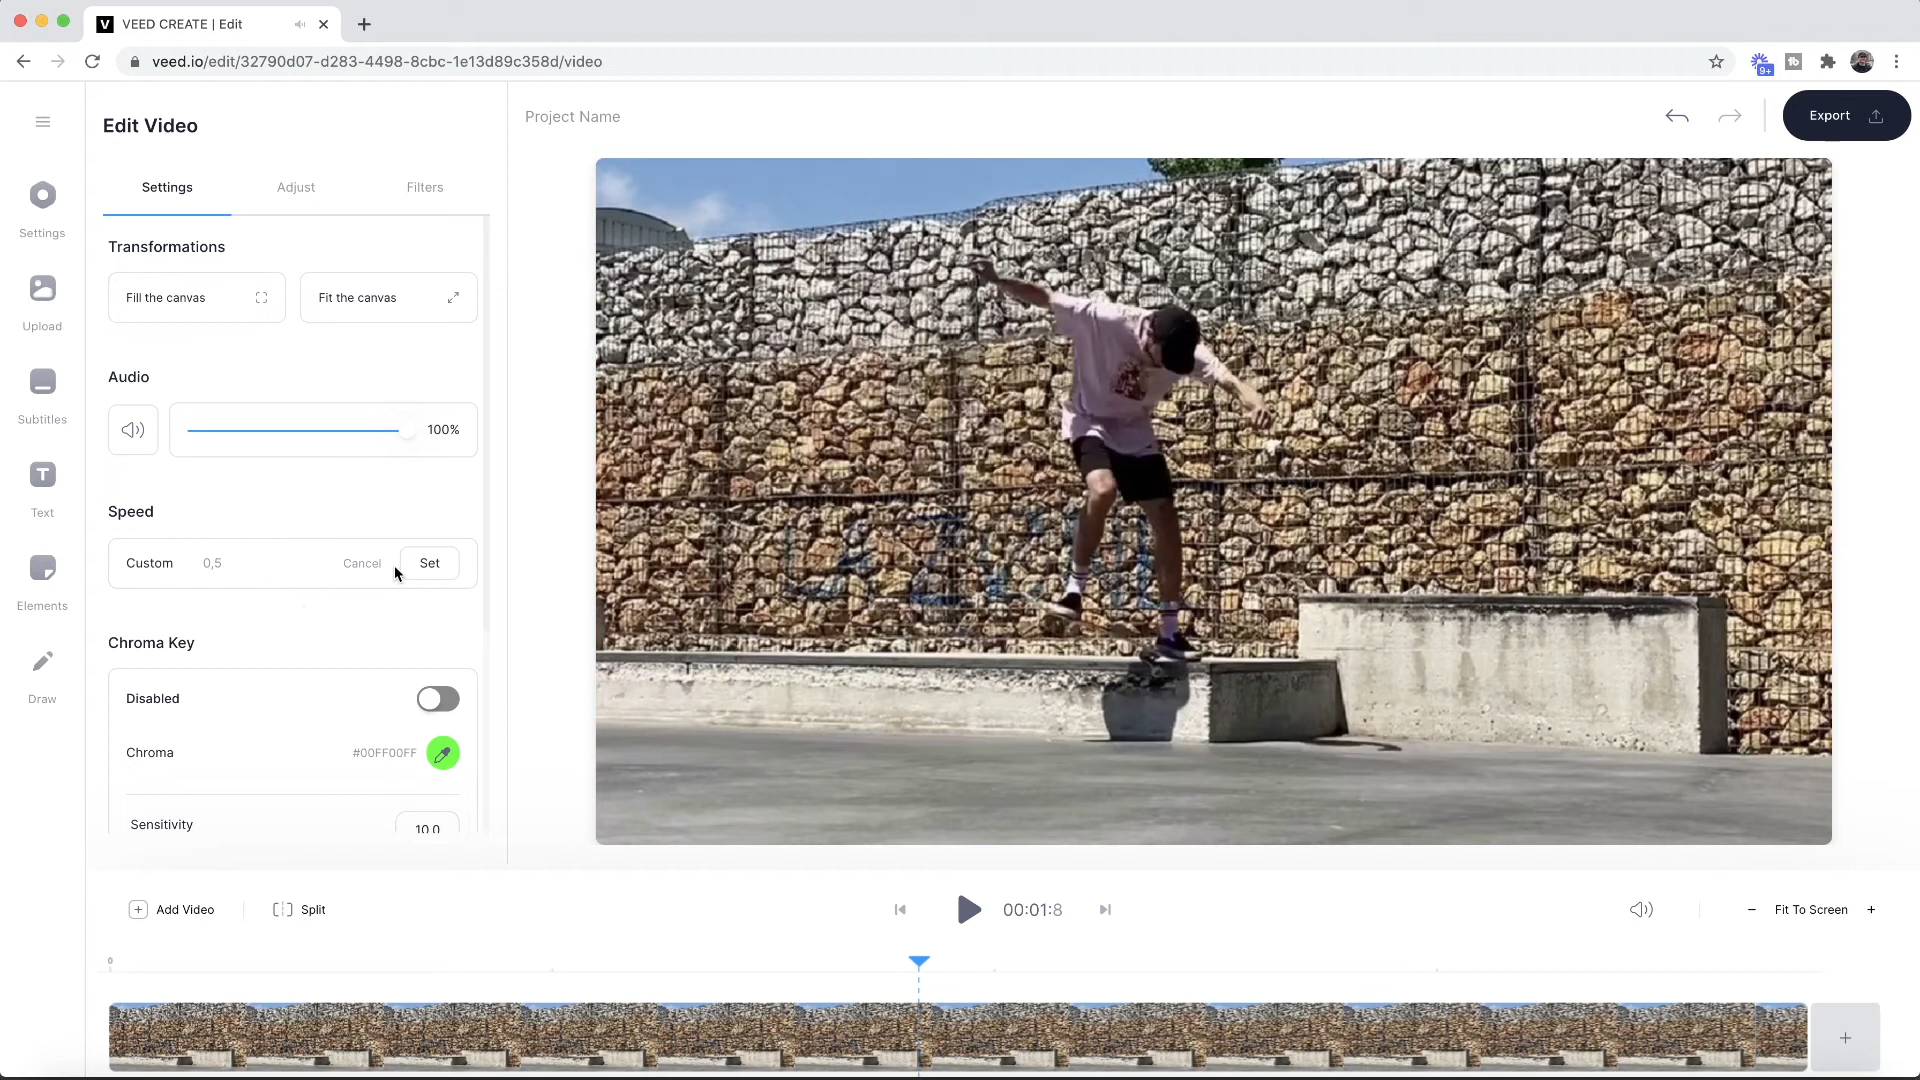 VEED CREATE | Edit
veed.io/edit/32790d07-d283-4498-8cbc-1e13d89c358d/video
9+
Edit Video
Project Name
Export
Settings
Adjust
Filters
Settings
Upload
Subtitles
Text
Elements
Draw
Transformations
Fill the canvas
Fit the canvas
Audio
100%
Speed
Custom
0,5
Cancel
Set
Chroma Key
Disabled
Chroma
#00FF00FF
Sensitivity
10.0
Add Video
Split
00:01:8
Fit To Screen
0